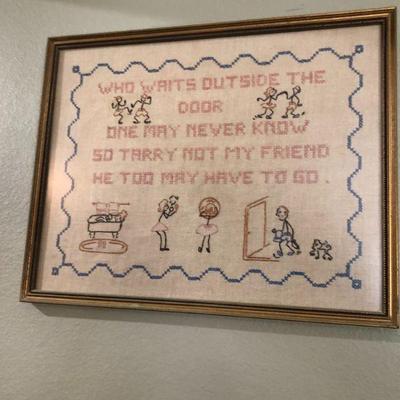 WHO WAITS OUTSIDE THE
DOOR
ONE MAY NEVER KNOW
SO TARRY NOT MY FRIEND
HE TOO MAY HAVE TO GO.